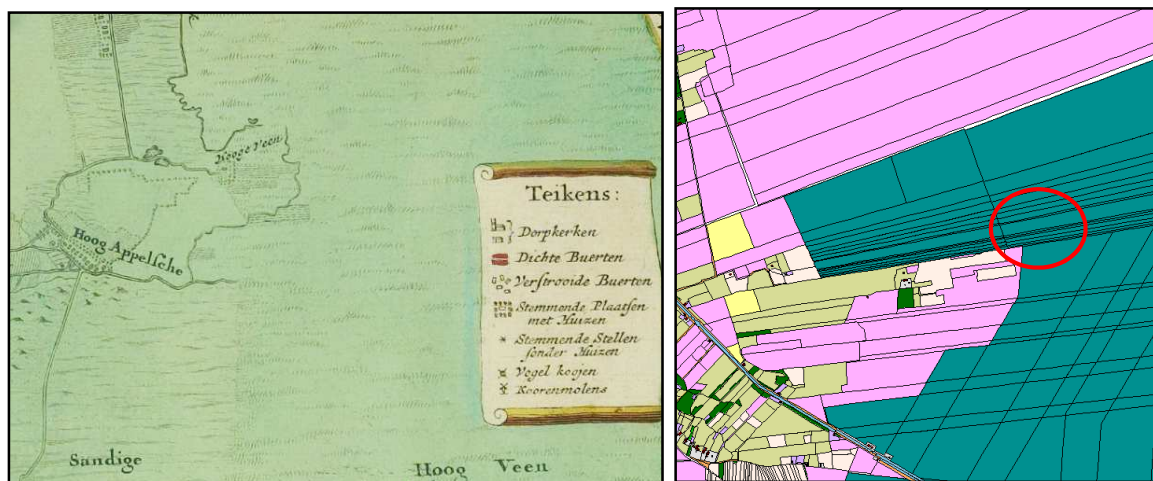 Hooge Veen
Hoog Appelsche
Teikens:
Dorpkerken
Dichte Buerten
Verstrooide Buerten
Stemmende Plaatsen
met Huizen
Stemmende Stellen
sonder Huizen
Vogel koojen
Koorenmolens
Sandige
Hoog Veen